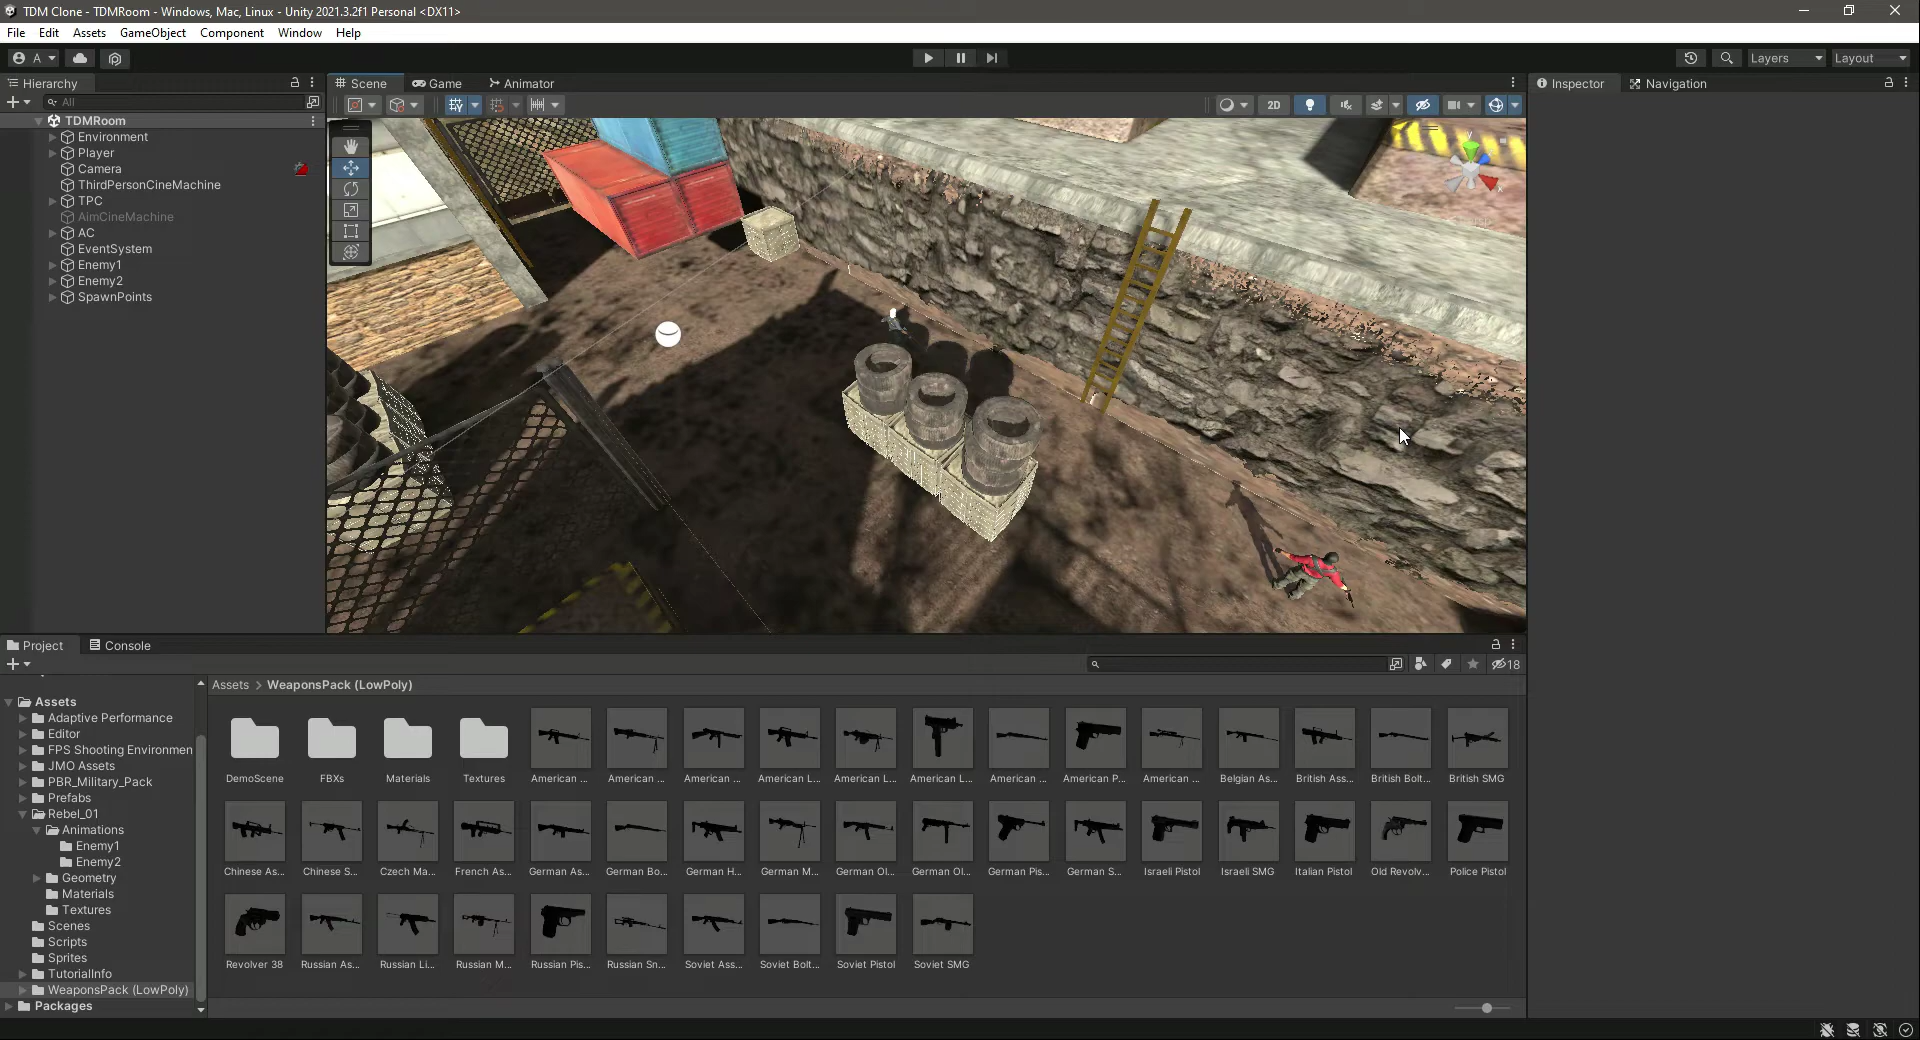 TDM Clone - TDMRoom - Windows, Mac, Linux - Unity 2021.3.2f1 Personal <DX11>
File Edit Assets GameObject Component Window Help
A Layers Layout
Hierarchy
All
TDMRoom
Environment
Player
Camera
ThirdPersonCineMachine
TPC
AimCineMachine
AC
EventSystem
Enemy1
Enemy2
SpawnPoints
Scene Game Animator
2D
y
x
Inspector Navigation
Project Console
18
Assets
Adaptive Performance
Editor
FPS Shooting Environmen
JMO Assets
PBR_Military_Pack
Prefabs
Rebel_01
Animations
Enemy1
Enemy2
Geometry
Materials
Textures
Scenes
Scripts
Sprites
TutorialInfo
WeaponsPack (LowPoly)
Packages
Assets > WeaponsPack (LowPoly)
DemoScene FBXs Materials Textures American ... American ... American ... American L... American L... American L... American ... American P... American ... Belgian As... British Ass... British Bolt... British SMG
Chinese As... Chinese S... Czech Ma... French As... German As... German Bo... German H... German M... German Ol... German Ol... German Pis... German S... Israeli Pistol Israeli SMG Italian Pistol Old Revolv... Police Pistol
Revolver 38 Russian As... Russian Li... Russian M... Russian Pis... Russian Sn... Soviet Ass... Soviet Bolt... Soviet Pistol Soviet SMG